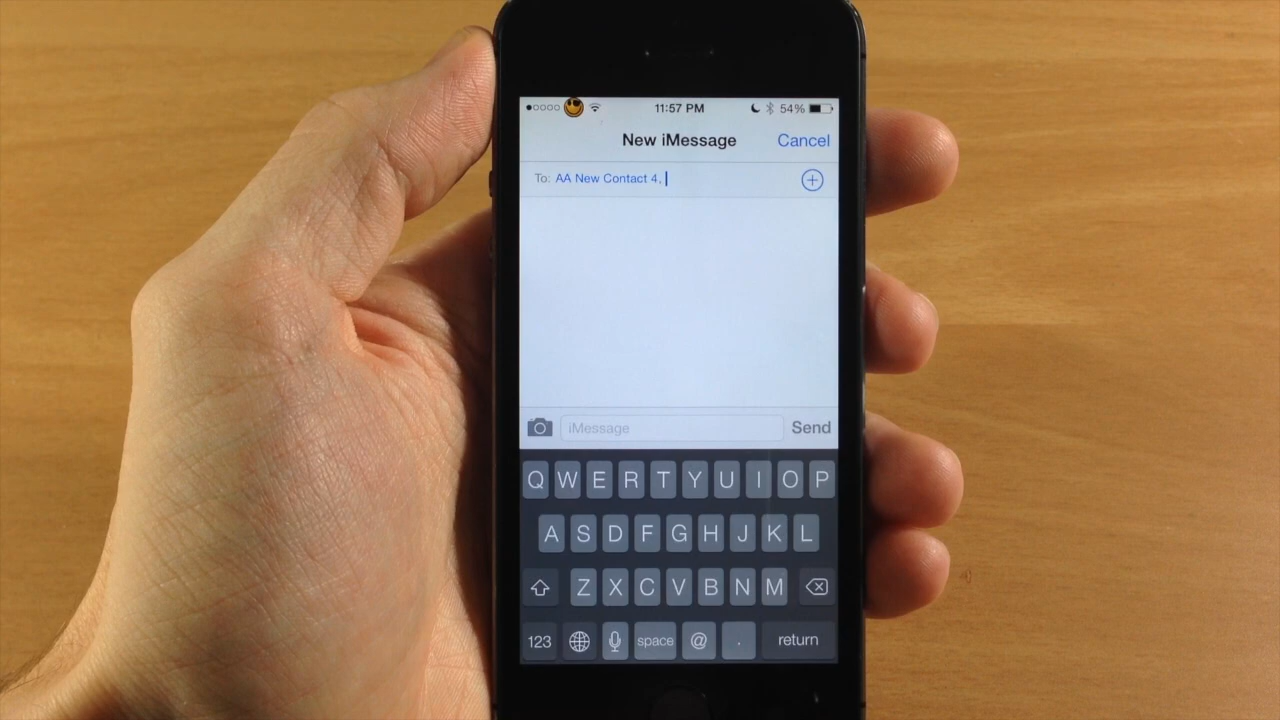 11:57 PM 54%
New iMessage Cancel
To: AA New Contact 4,
iMessage Send
Q W E R T Y U I O P
A S D F G H J K L
Z X C V B N M
123 space @ . return